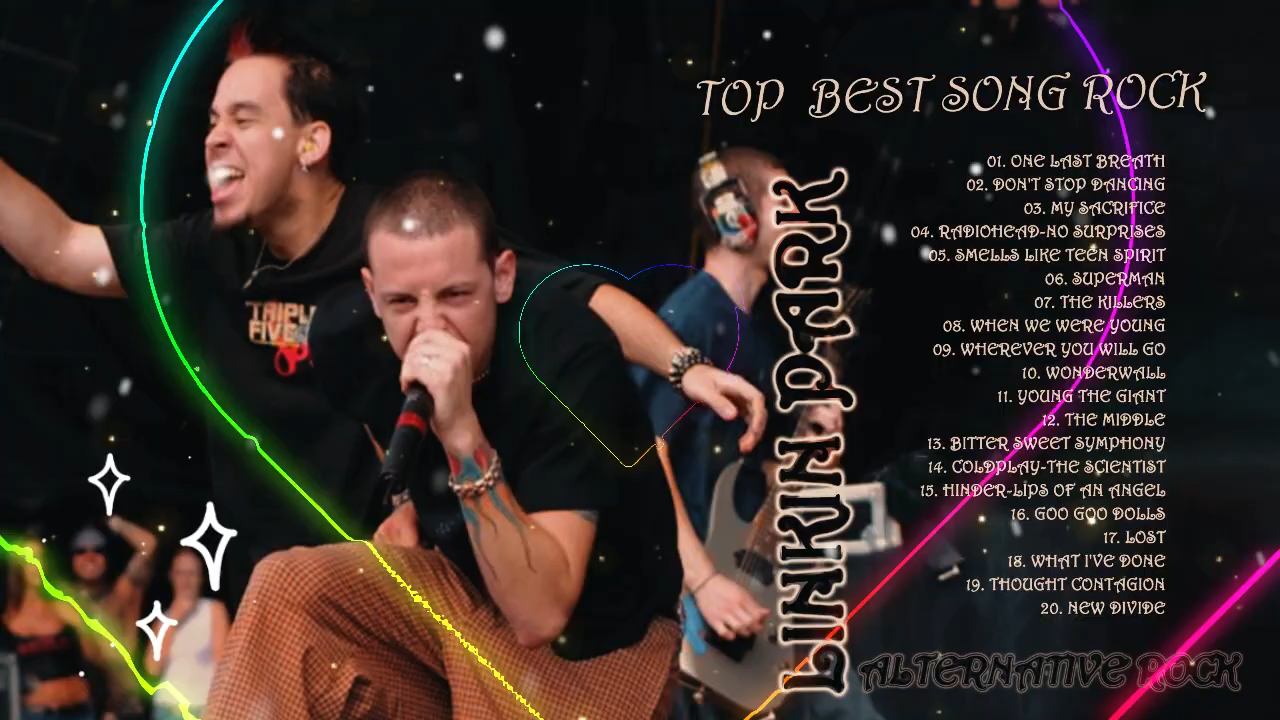 TOP BEST SONG ROCK
01. ONE LAST BREATH
02. DON'T STOP DANCING
03. MY SACRIFICE
04. RADIOHEAD-NO SURPRISES
05. SMELLS LIKE TEEN SPIRIT
06. SUPERMAN
07. THE KILLERS
08. WHEN WE WERE YOUNG
09. WHEREVER YOU WILL GO
10. WONDERWALL
11. YOUNG THE GIANT
12. THE MIDDLE
13. BITTER SWEET SYMPHONY
14. COLDPLAY-THE SCIENTIST
15. HINDER-LIPS OF AN ANGEL
16. GOO GOO DOLLS
17. LOST
18. WHAT I'VE DONE
19. THOUGHT CONTAGION
20. NEW DIVIDE
LINKIN PARK
ALTERNATIVE ROCK
TRIPLE
FIVE